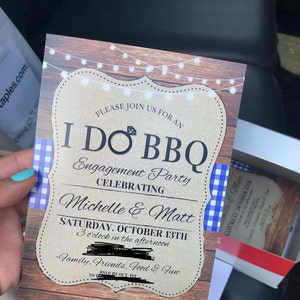 PLEASE JOIN US FOR AN
I DO BBQ
Engagement Party
CELEBRATING
Michelle & Matt
SATURDAY, OCTOBER 13TH
3 o'clock in the afternoon
Family, Friends, Food & Fun
taples.com